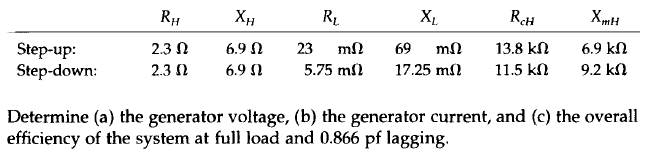 R_H X_H R_L X_L R_cH X_mH
Step-up: 2.3 Ω 6.9 Ω 23 mΩ 69 mΩ 13.8 kΩ 6.9 kΩ
Step-down: 2.3 Ω 6.9 Ω 5.75 mΩ 17.25 mΩ 11.5 kΩ 9.2 kΩ
Determine (a) the generator voltage, (b) the generator current, and (c) the overall
efficiency of the system at full load and 0.866 pf lagging.